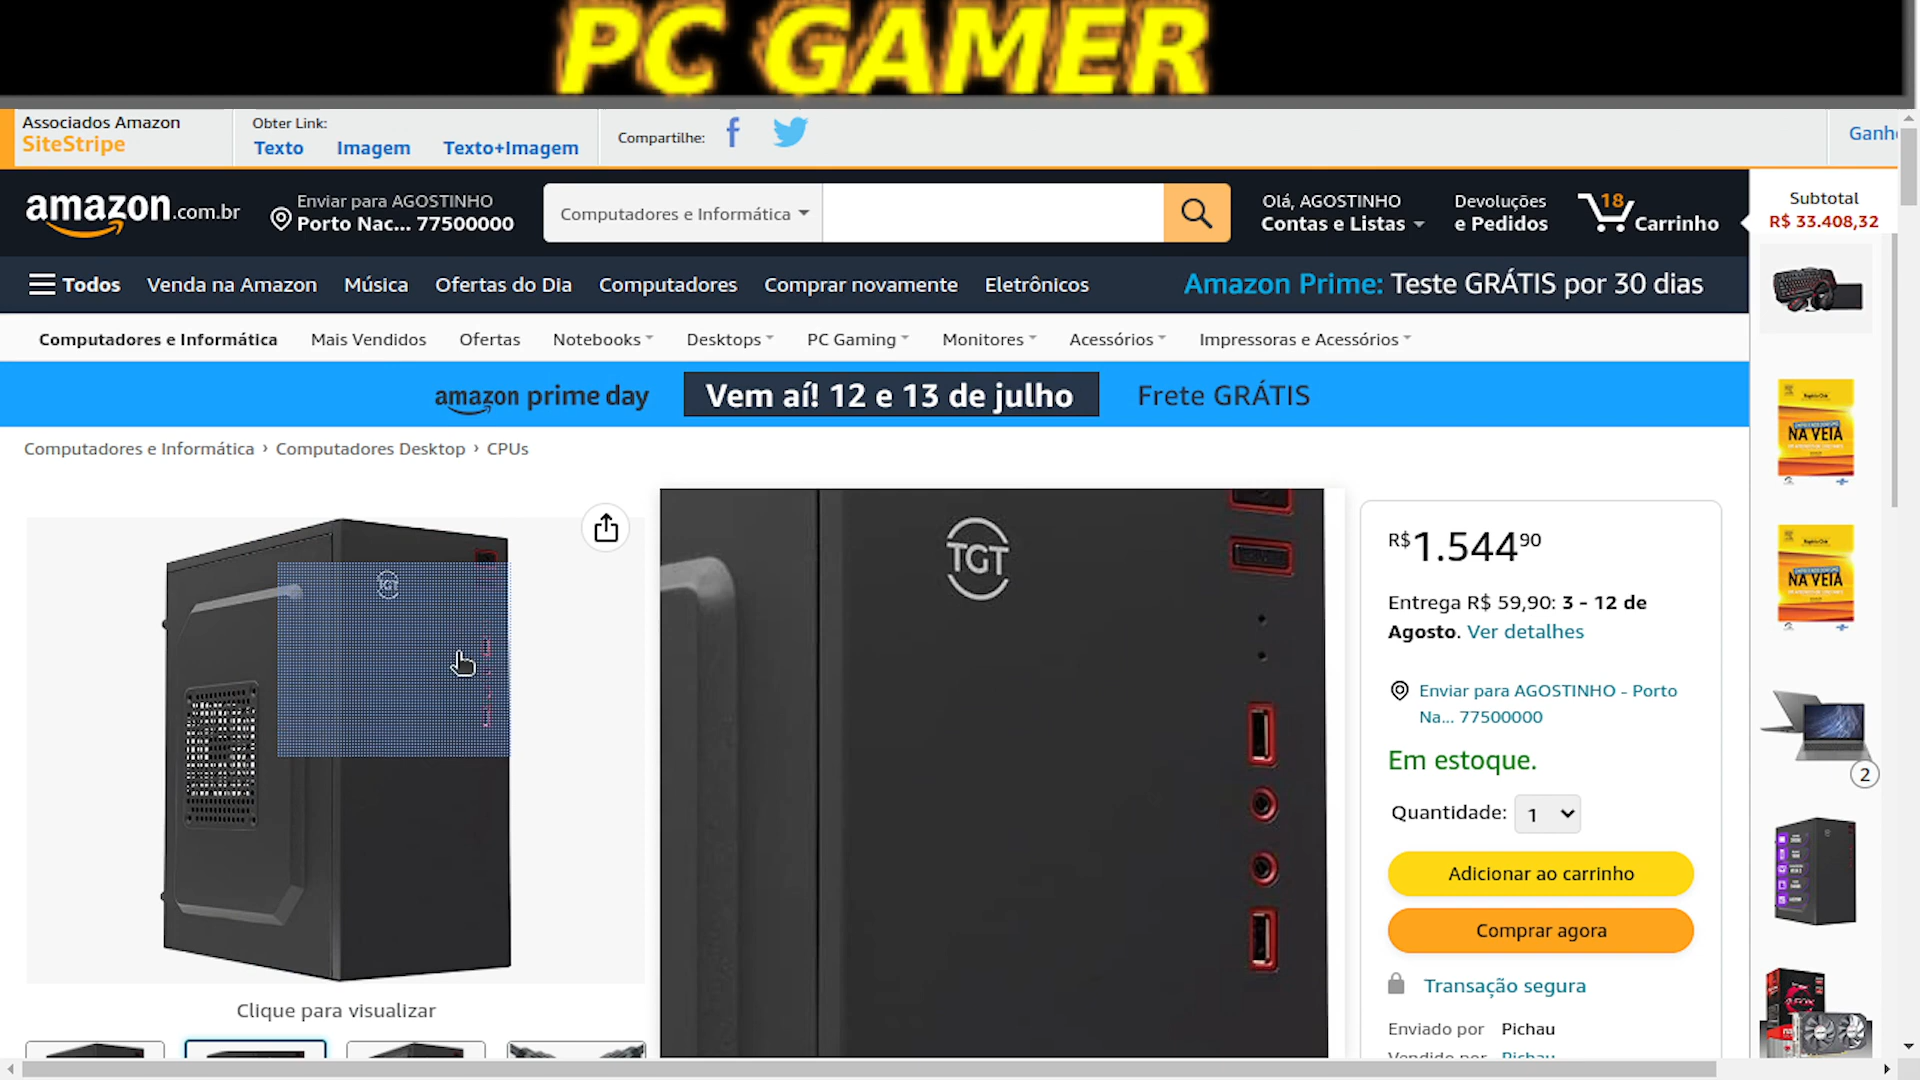 PC GAMER
Associados Amazon
SiteStripe
Obter Link:
Texto Imagem Texto+Imagem
Compartilhe:
Ganh
amazon.com.br
Enviar para AGOSTINHO
Porto Nac... 77500000
Computadores e Informática
Olá, AGOSTINHO
Contas e Listas
Devoluções
e Pedidos
18
Carrinho
Subtotal
R$ 33.408,32
Todos Venda na Amazon Música Ofertas do Dia Computadores Comprar novamente Eletrônicos
Amazon Prime: Teste GRÁTIS por 30 dias
Computadores e Informática Mais Vendidos Ofertas Notebooks Desktops PC Gaming Monitores Acessórios Impressoras e Acessórios
amazon prime day Vem aí! 12 e 13 de julho Frete GRÁTIS
Computadores e Informática › Computadores Desktop › CPUs
TGT
TGT
Clique para visualizar
R$1.54490
Entrega R$ 59,90: 3 - 12 de
Agosto. Ver detalhes
Enviar para AGOSTINHO - Porto
Na... 77500000
Em estoque.
Quantidade: 1
Adicionar ao carrinho
Comprar agora
Transação segura
Enviado por Pichau
Vendido por Pichau
NA VEIA
NA VEIA
2